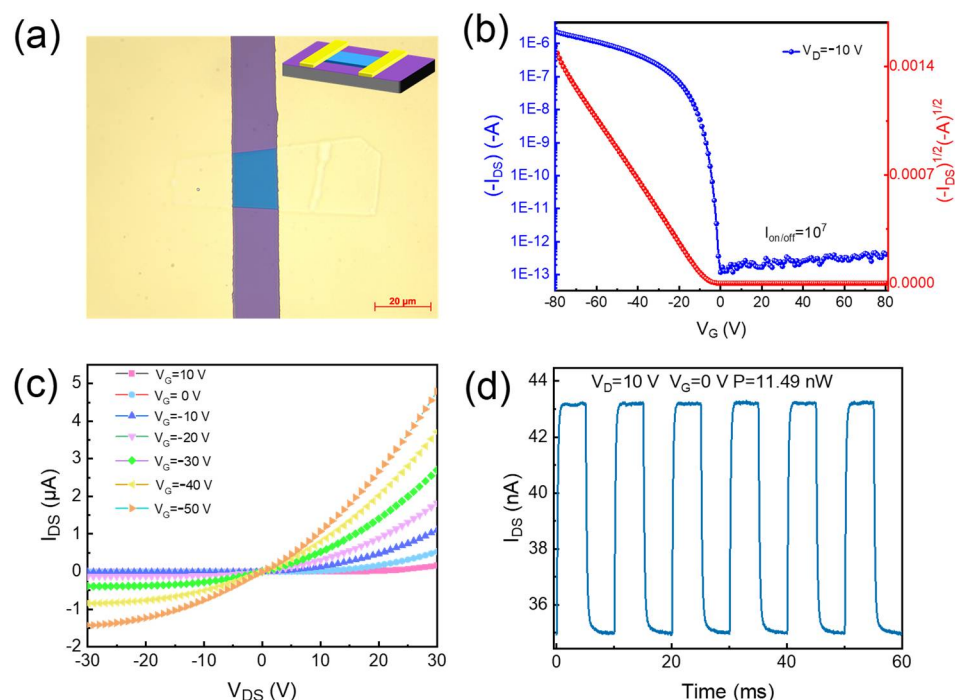 (a)
20 μm
(b)
V_D=−10 V
I_on/off=10^7
(-I_DS) (-A)
1E-6
1E-7
1E-8
1E-9
1E-10
1E-11
1E-12
1E-13
(-I_DS)^1/2(-A)^1/2
0.0014
0.0007
0.0000
-80 -60 -40 -20 0 20 40 60 80
V_G (V)
(c)
V_G=10 V
V_G= 0 V
V_G=-10 V
V_G=-20 V
V_G=−30 V
V_G= −40 V
V_G=−50 V
I_DS (μA)
5
4
3
2
1
0
-1
-2
-30 -20 -10 0 10 20 30
V_DS (V)
(d)
V_D=10 V V_G=0 V P=11.49 nW
I_DS (nA)
44
42
40
38
36
0 20 40 60
Time (ms)